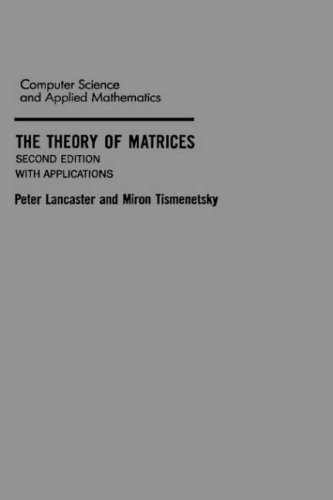 Computer Science
and Applied Mathematics
THE THEORY OF MATRICES
SECOND EDITION
WITH APPLICATIONS
Peter Lancaster and Miron Tismenetsky